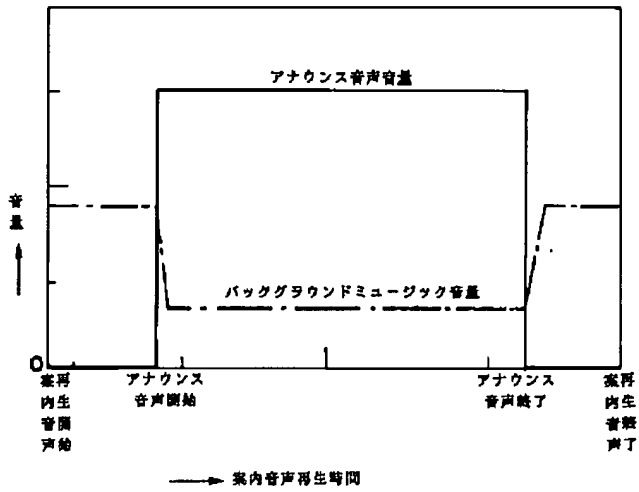 アナウンス音声音量
音量
バックグラウンドミュージック音量
0
案内音声
再生開始
アナウンス
音声開始
アナウンス
音声終了
案内音声
再生終了
案内音声再生時間